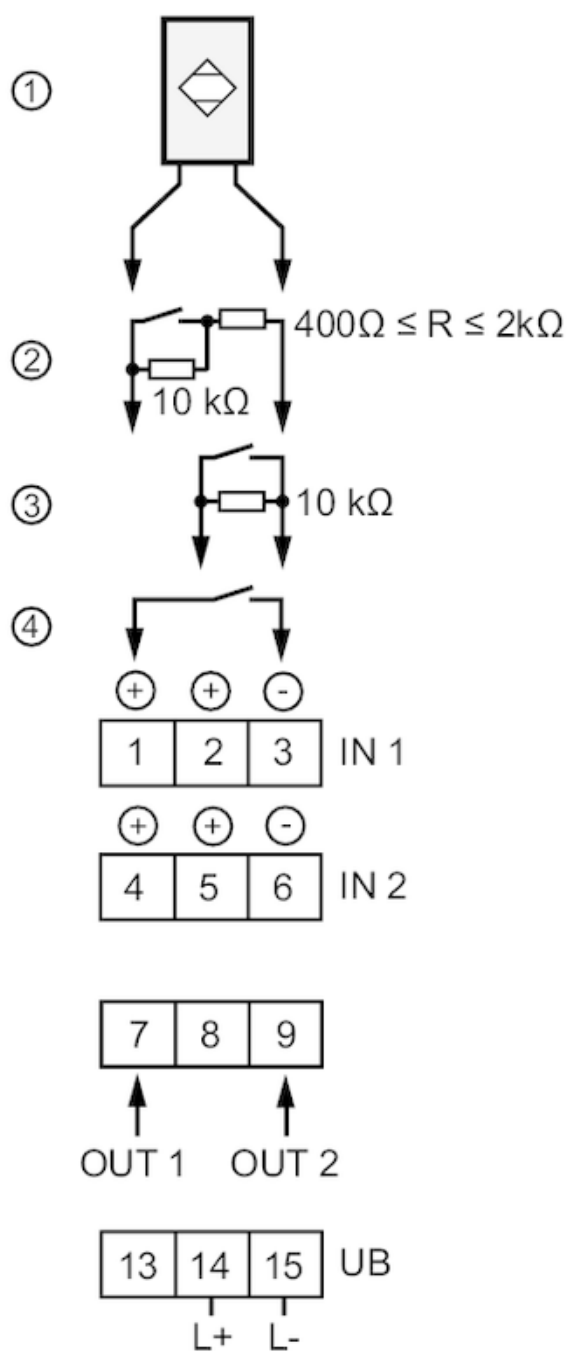 ①
400Ω ≤ R ≤ 2kΩ
②
10 kΩ
③ 10 kΩ
④
+ + -
1 2 3 IN 1
+ + -
4 5 6 IN 2
7 8 9
OUT 1 OUT 2
13 14 15 UB
L+ L-